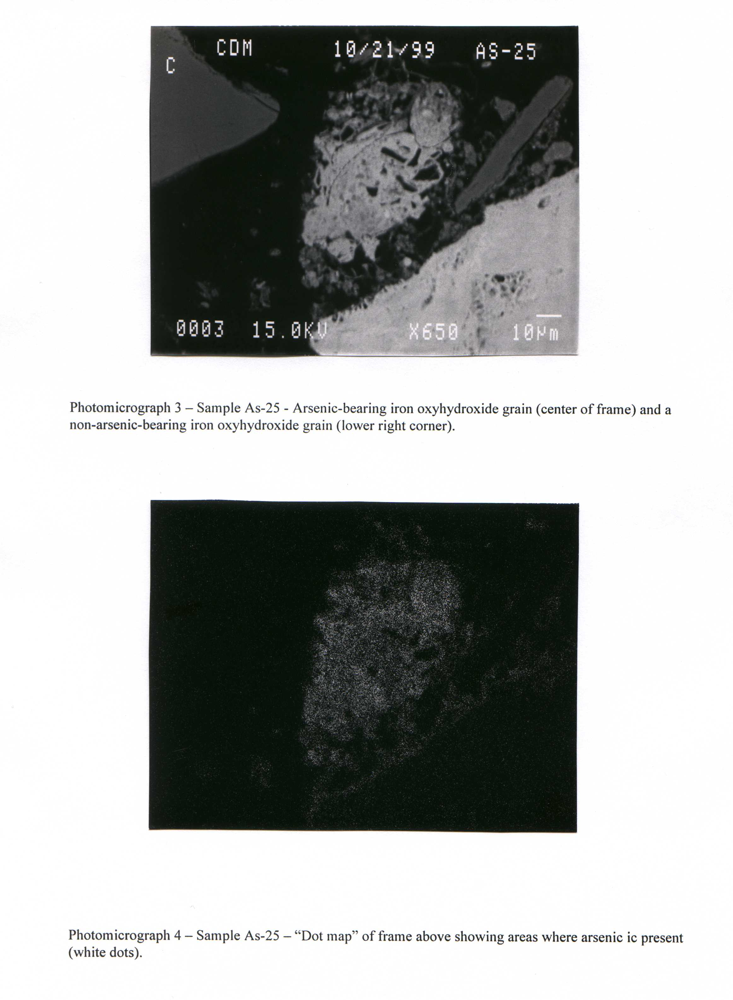 CDM 10/21/99 AS-25
C
0003 15.0KV X650 10µm
Photomicrograph 3 – Sample As-25 - Arsenic-bearing iron oxyhydroxide grain (center of frame) and a
non-arsenic-bearing iron oxyhydroxide grain (lower right corner).
Photomicrograph 4 – Sample As-25 – “Dot map” of frame above showing areas where arsenic ic present
(white dots).